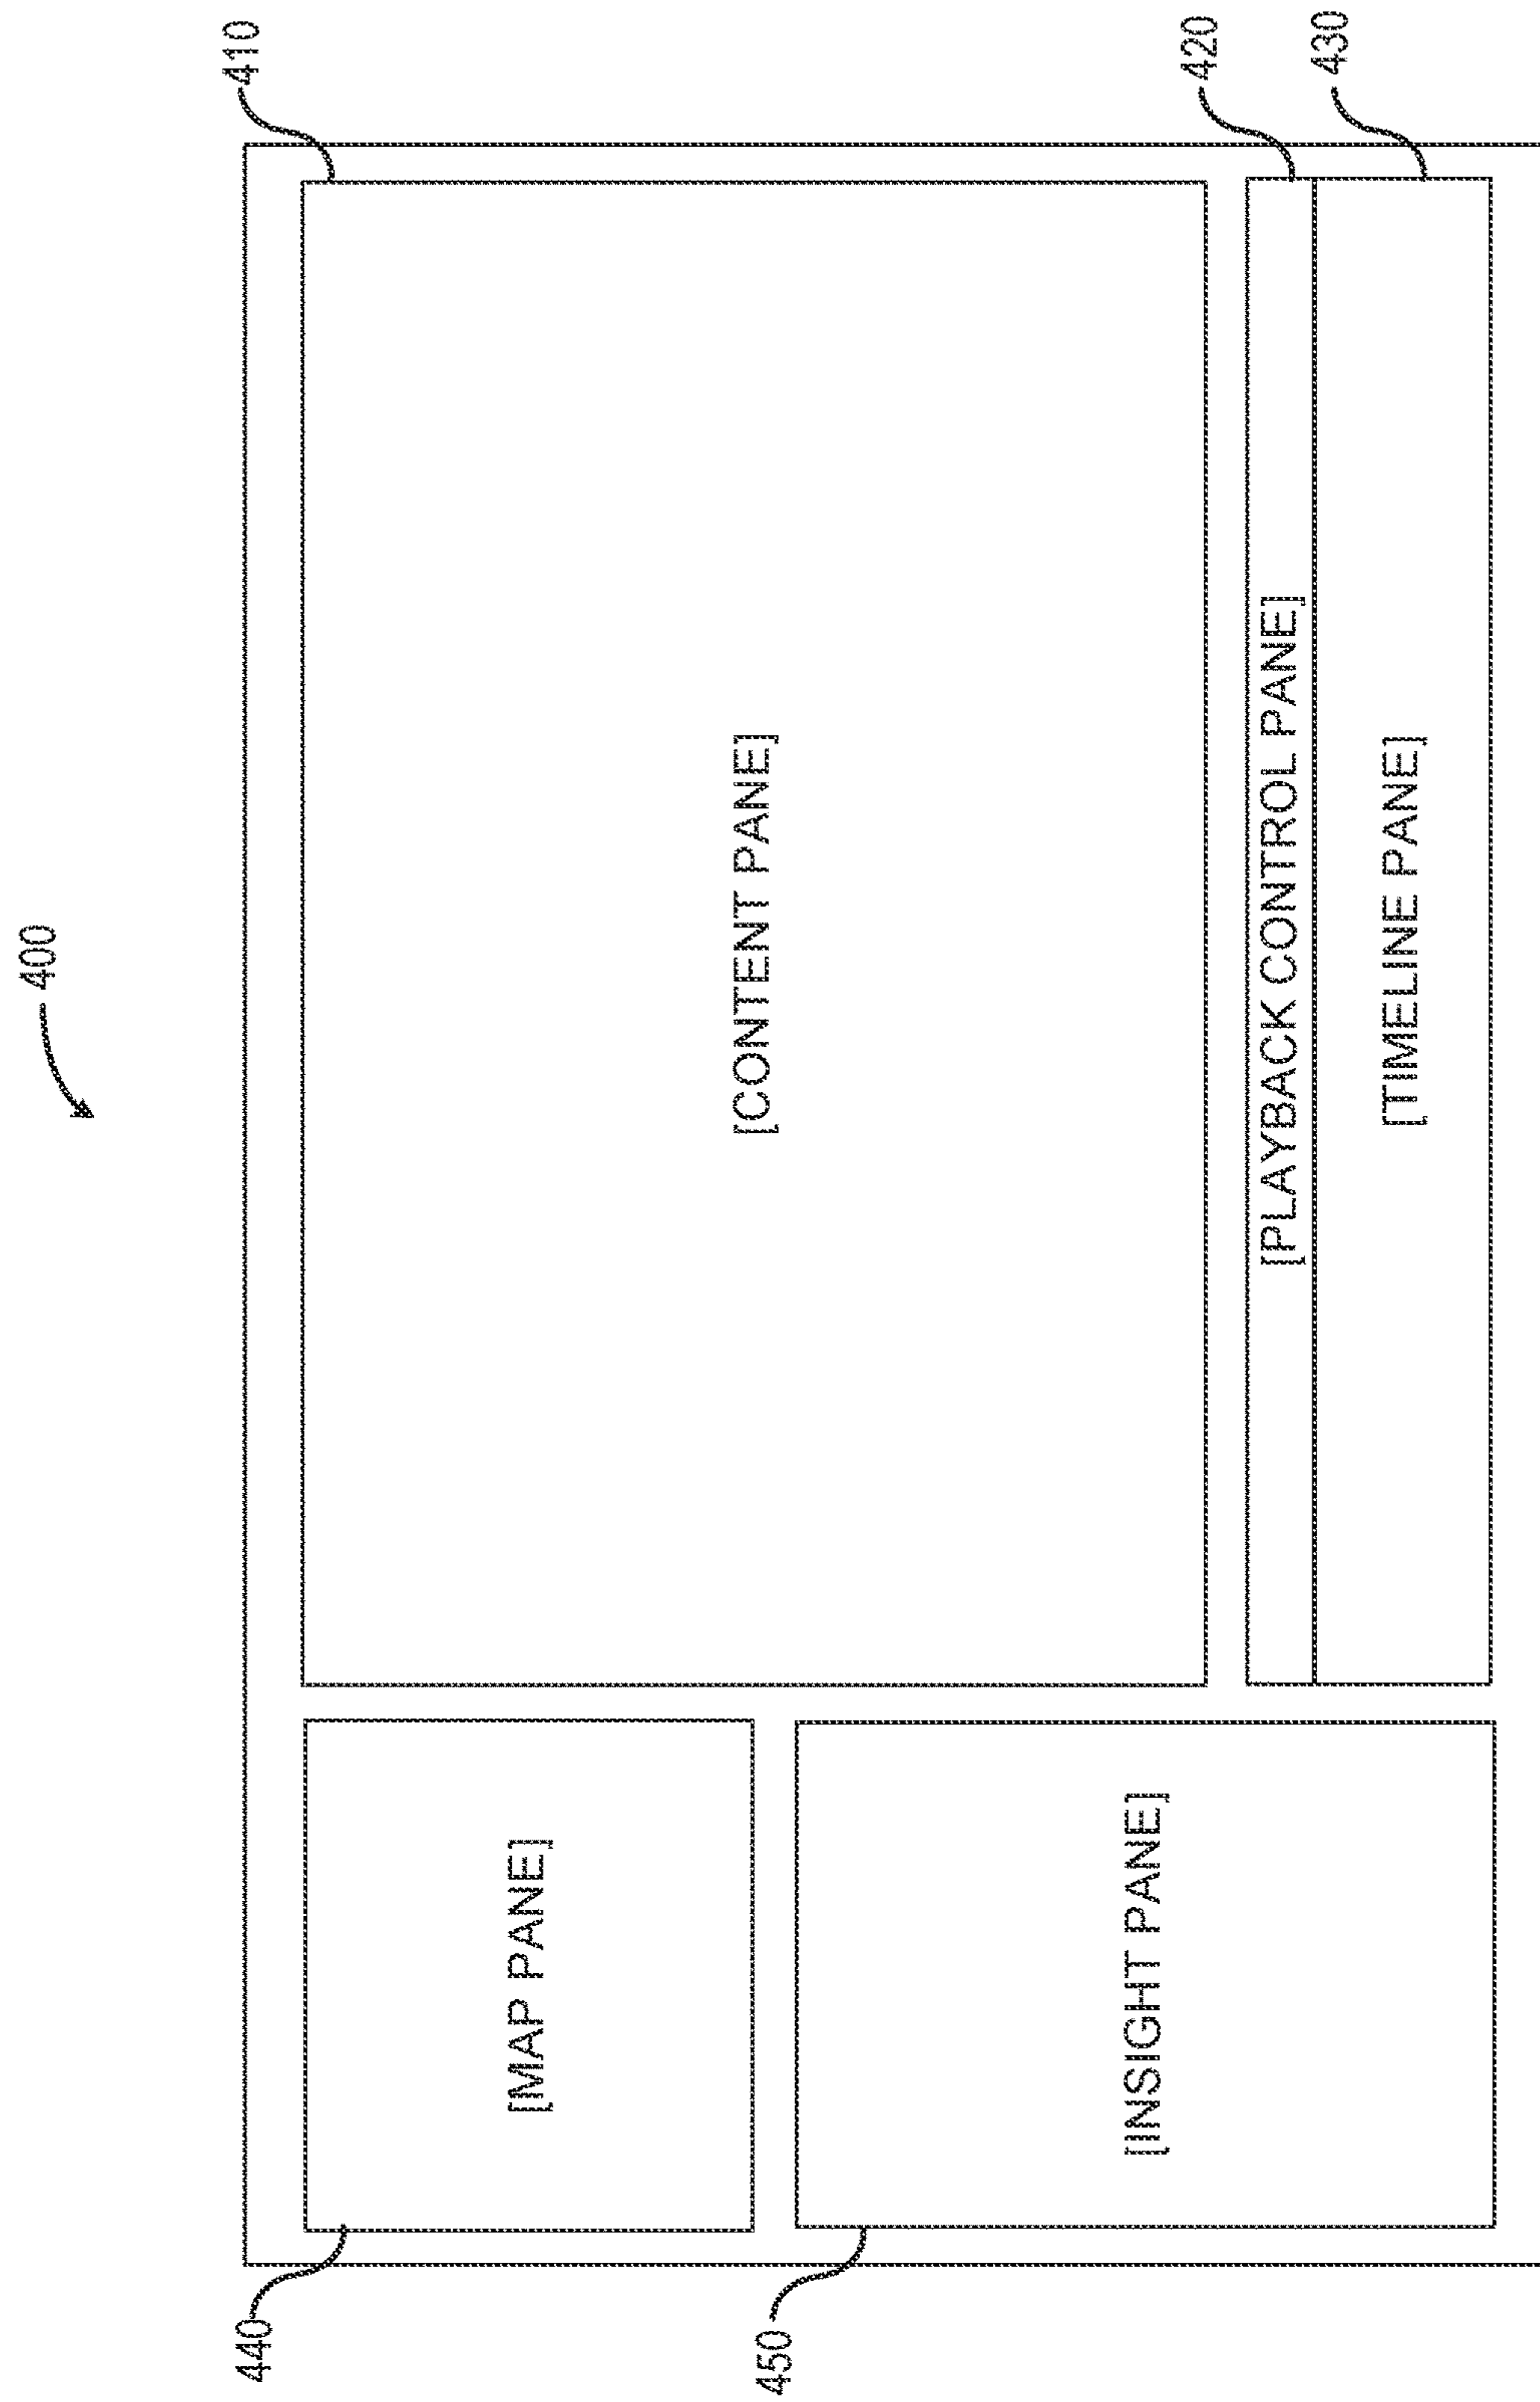 400
440
[MAP PANE]
[CONTENT PANE]
410
450
[INSIGHT PANE]
[PLAYBACK CONTROL PANE]
420
[TIMELINE PANE]
430